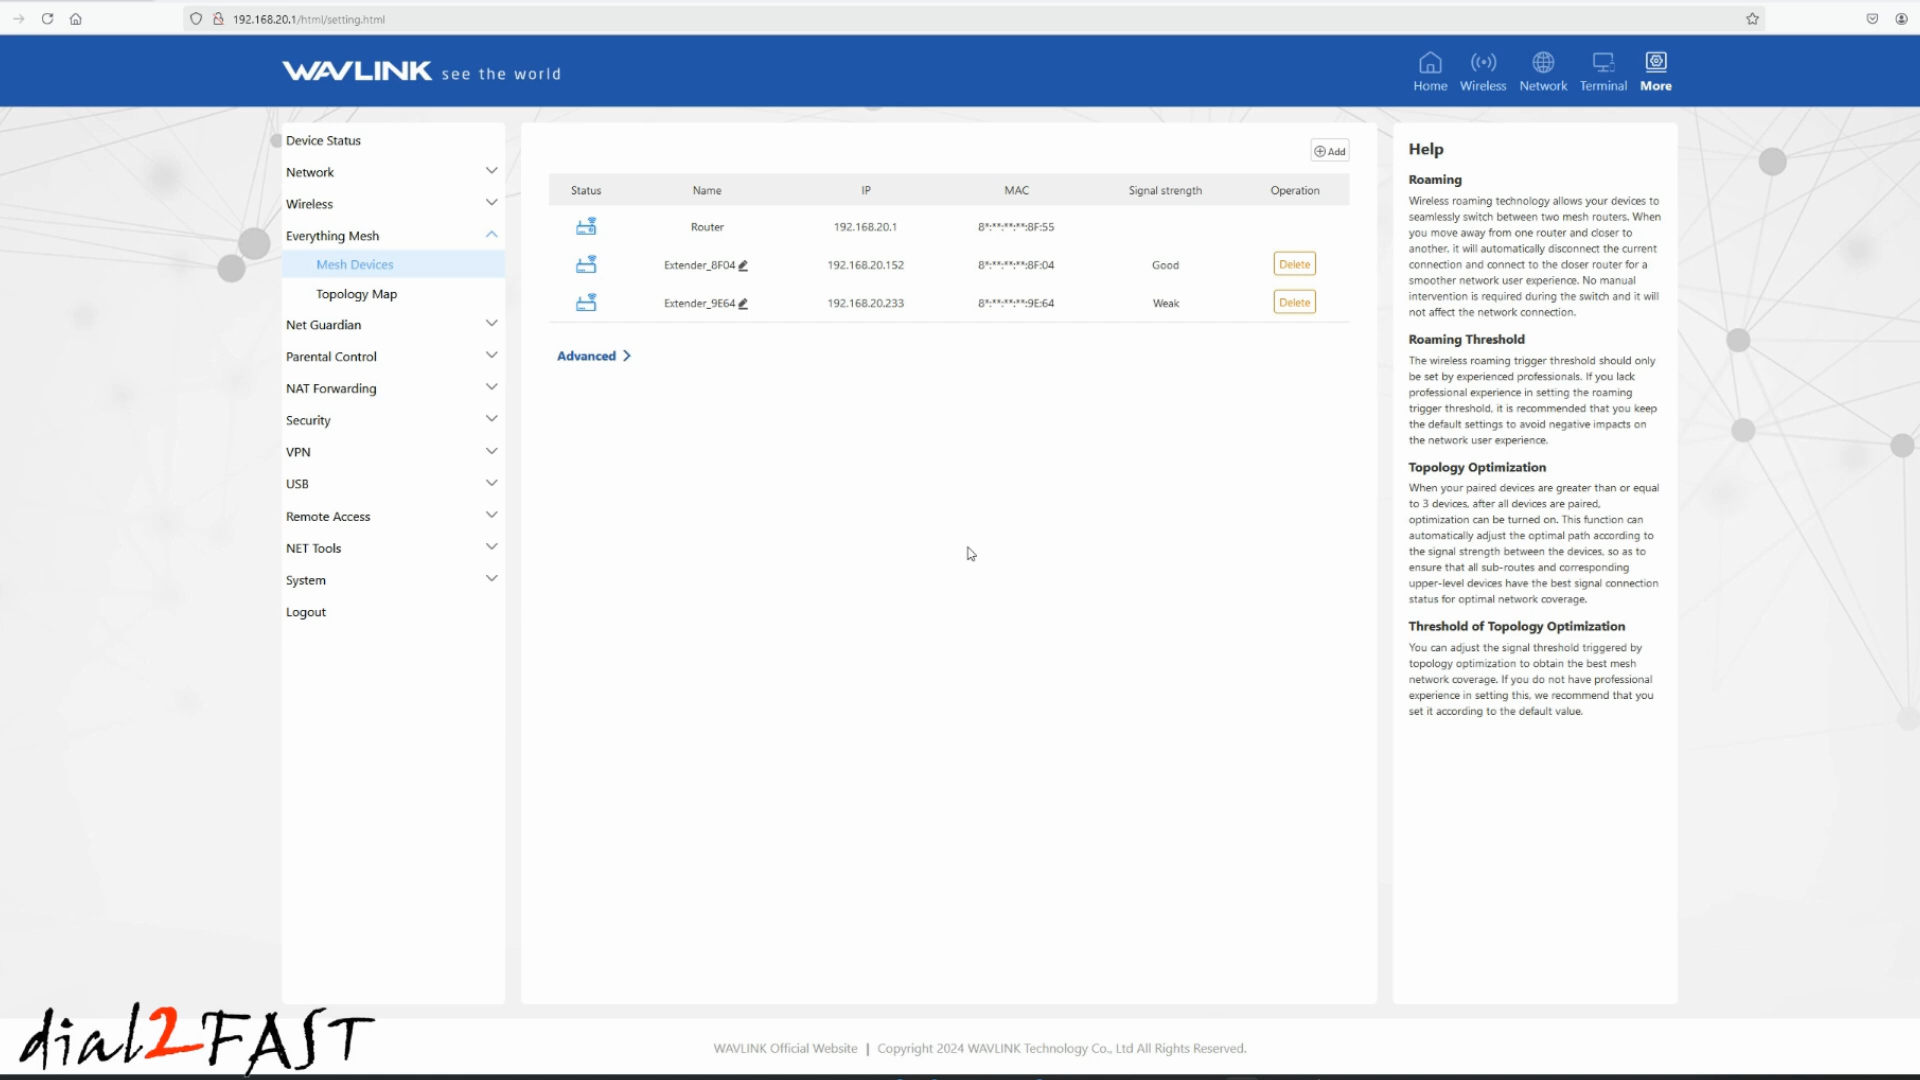 192.168.20.1/html/setting.html
WAVLINK see the world
Home Wireless Network Terminal More
Device Status
Network
Wireless
Everything Mesh
Mesh Devices
Topology Map
Net Guardian
Parental Control
NAT Forwarding
Security
VPN
USB
Remote Access
NET Tools
System
Logout
Add
Status Name IP MAC Signal strength Operation
Router 192.168.20.1 8*:**:**:**:8F:55
Extender_8F04 192.168.20.152 8*:**:**:**:8F:04 Good Delete
Extender_9E64 192.168.20.233 8*:**:**:**:9E:64 Weak Delete
Advanced
Help
Roaming
Wireless roaming technology allows your devices to
seamlessly switch between two mesh routers. When
you move away from one router and closer to
another, it will automatically disconnect the current
connection and connect to the closer router for a
smoother network user experience. No manual
intervention is required during the switch and it will
not affect the network connection.
Roaming Threshold
The wireless roaming trigger threshold should only
be set by experienced professionals. If you lack
professional experience in setting the roaming
trigger threshold, it is recommended that you keep
the default settings to avoid negative impacts on
the network user experience.
Topology Optimization
When your paired devices are greater than or equal
to 3 devices, after all devices are paired,
optimization can be turned on. This function can
automatically adjust the optimal path according to
the signal strength between the devices, so as to
ensure that all sub-routes and corresponding
upper-level devices have the best signal connection
status for optimal network coverage.
Threshold of Topology Optimization
You can adjust the signal threshold triggered by
topology optimization to obtain the best mesh
network coverage. If you do not have professional
experience in setting this, we recommend that you
set it according to the default value.
dial2FAST
WAVLINK Official Website | Copyright 2024 WAVLINK Technology Co., Ltd All Rights Reserved.